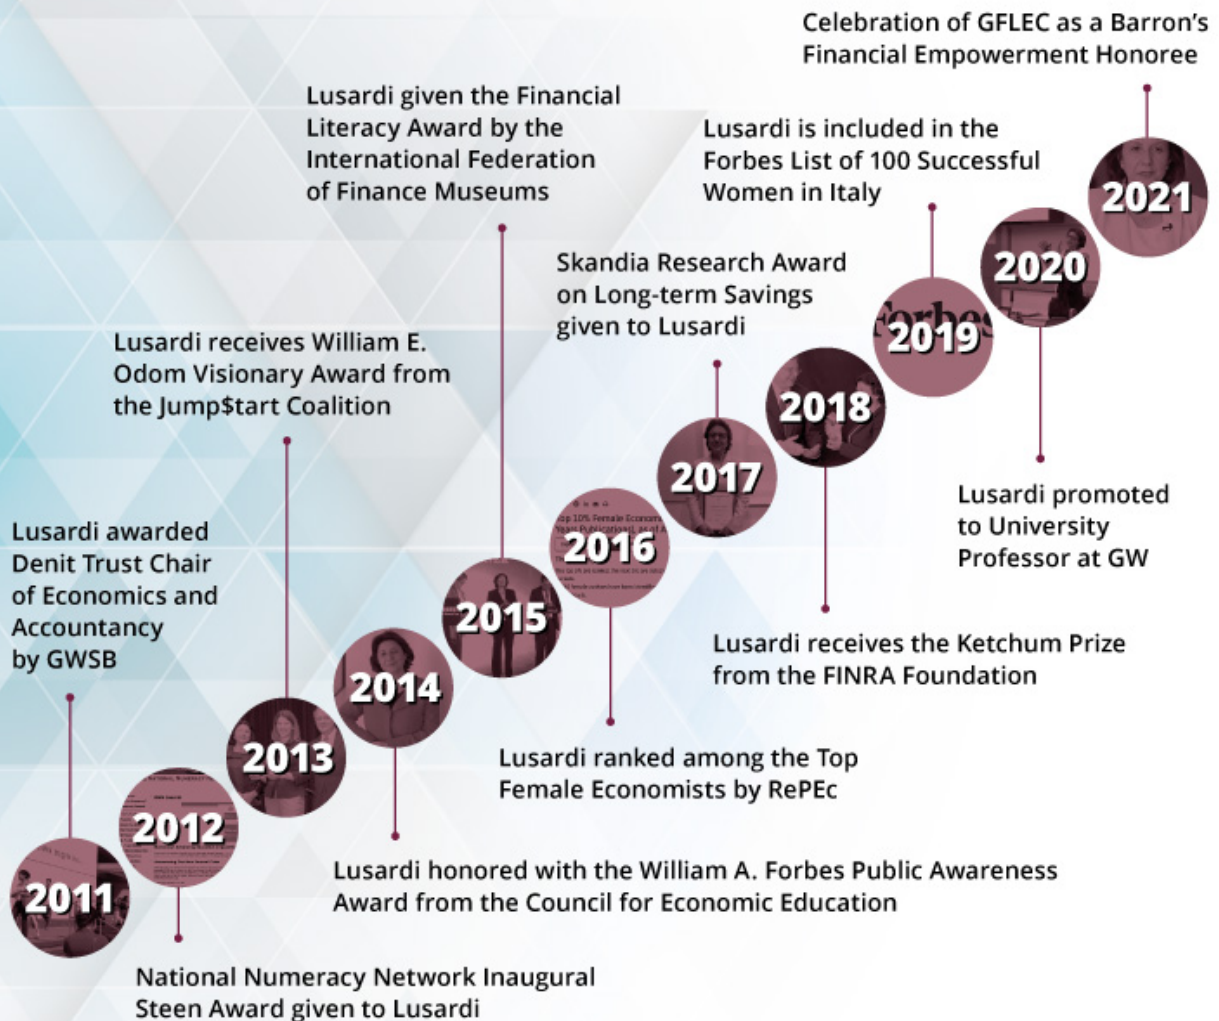 Celebration of GFLEC as a Barron's
Financial Empowerment Honoree
Lusardi given the Financial
Literacy Award by the
International Federation
of Finance Museums
Lusardi is included in the
Forbes List of 100 Successful
Women in Italy
2021
Skandia Research Award
on Long-term Savings
given to Lusardi
2020
Forbes
2019
Lusardi receives William E.
Odom Visionary Award from
the Jump$tart Coalition
2018
2017
Lusardi promoted
to University
Professor at GW
Lusardi awarded
Denit Trust Chair
of Economics and
Accountancy
by GWSB
2016
2015
Lusardi receives the Ketchum Prize
from the FINRA Foundation
2014
2013
Lusardi ranked among the Top
Female Economists by RePEc
2012
Lusardi honored with the William A. Forbes Public Awareness
Award from the Council for Economic Education
2011
National Numeracy Network Inaugural
Steen Award given to Lusardi